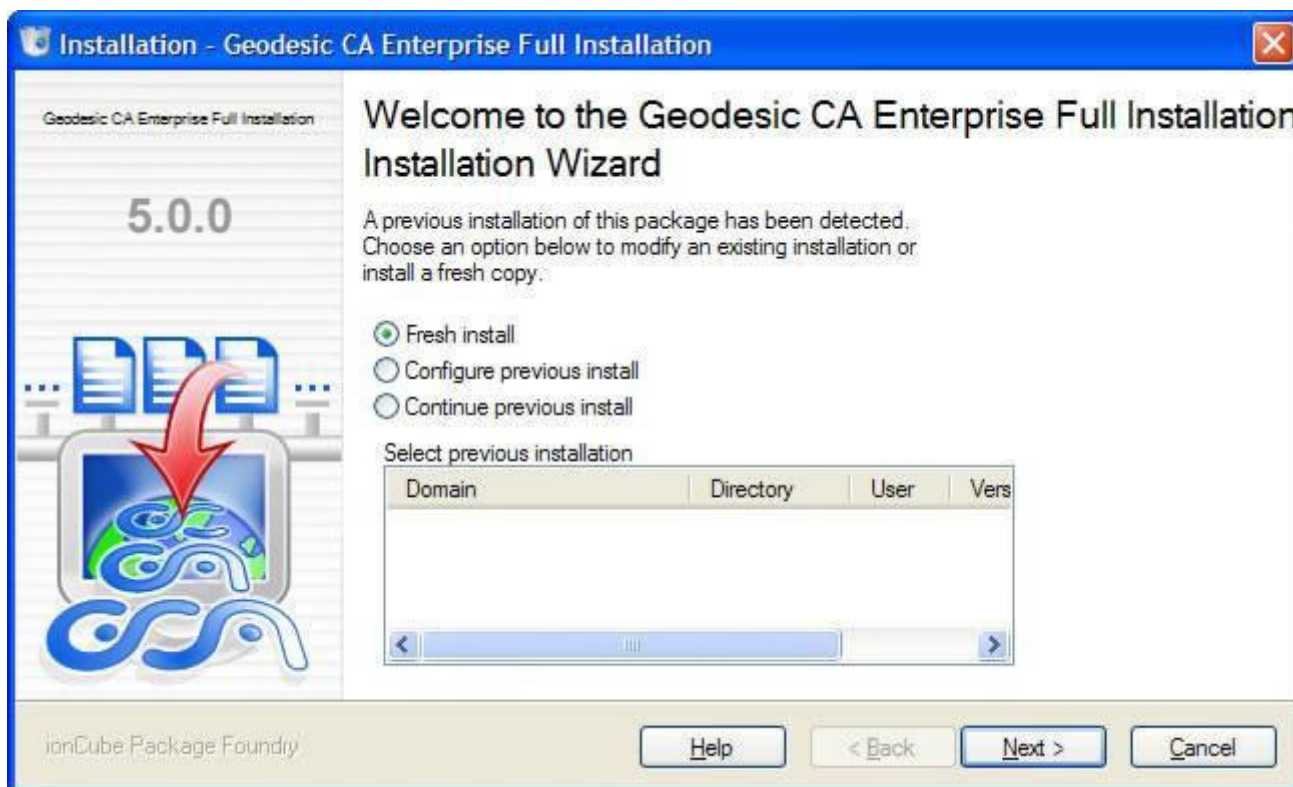 Installation - Geodesic CA Enterprise Full Installation
Geodesic CA Enterprise Full Installation
5.0.0
Welcome to the Geodesic CA Enterprise Full Installation
Installation Wizard
A previous installation of this package has been detected.
Choose an option below to modify an existing installation or
install a fresh copy.
Fresh install
Configure previous install
Continue previous install
Select previous installation
Domain Directory User Vers
ionCube Package Foundry
Help < Back Next > Cancel